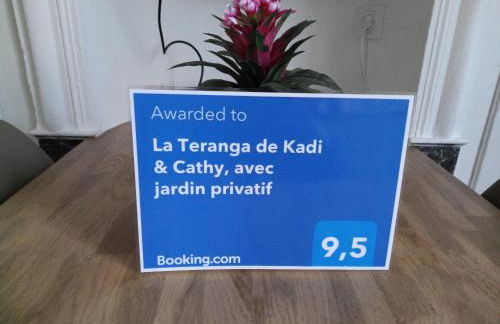 Awarded to
La Teranga de Kadi
& Cathy, avec
jardin privatif
9,5
Booking.com